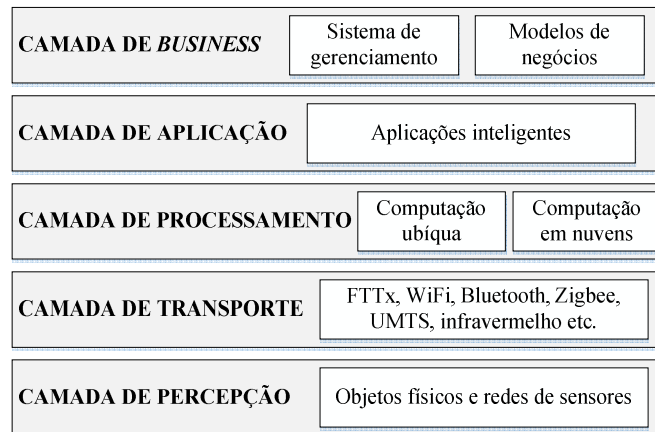 CAMADA DE BUSINESS
Sistema de
gerenciamento
Modelos de
negócios
CAMADA DE APLICAÇÃO
Aplicações inteligentes
CAMADA DE PROCESSAMENTO
Computação
ubíqua
Computação
em nuvens
CAMADA DE TRANSPORTE
FTTx, WiFi, Bluetooth, Zigbee,
UMTS, infravermelho etc.
CAMADA DE PERCEPÇÃO
Objetos físicos e redes de sensores